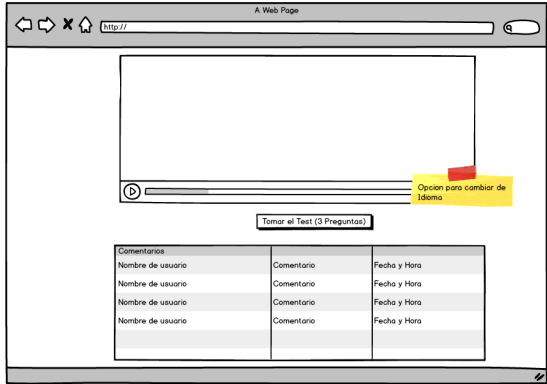 A Web Page
http://
Opcion para cambiar de
Idioma
Tomar el Test (3 Preguntas)
Comentarios
Nombre de usuario Comentario Fecha y Hora
Nombre de usuario Comentario Fecha y Hora
Nombre de usuario Comentario Fecha y Hora
Nombre de usuario Comentario Fecha y Hora